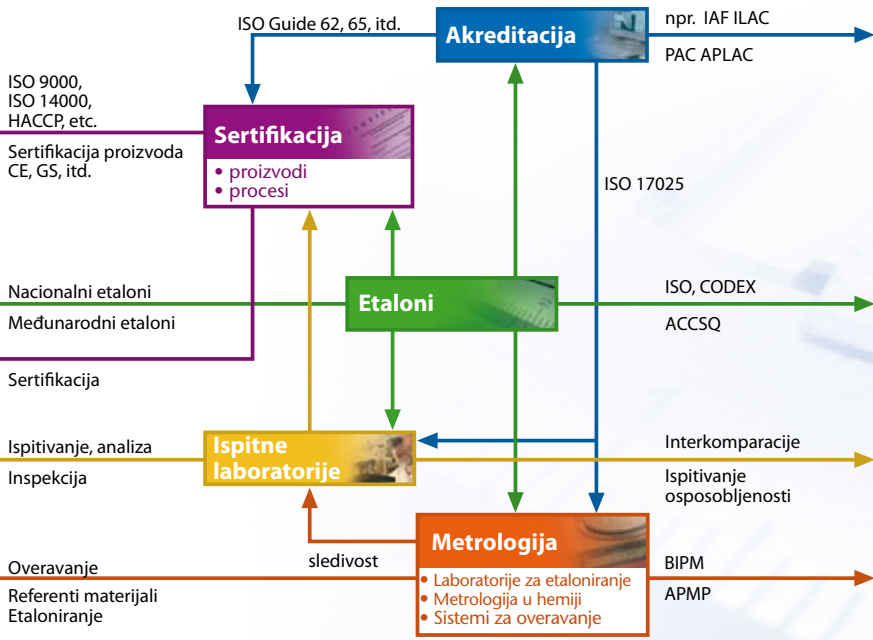 ISO Guide 62, 65, itd.
Akreditacija
npr. IAF ILAC
PAC APLAC
ISO 9000,
ISO 14000,
HACCP, etc.
Sertifikacija proizvoda
CE, GS, itd.
Sertifikacija
• proizvodi
• procesi
ISO 17025
Nacionalni etaloni
Međunarodni etaloni
Etaloni
ISO, CODEX
ACCSQ
Sertifikacija
Ispitivanje, analiza
Inspekcija
Ispitne
laboratorije
Interkomparacije
Ispitivanje
osposobljenosti
Overavanje
Referenti materijali
Etaloniranje
sledivost
Metrologija
• Laboratorije za etaloniranje
• Metrologija u hemiji
• Sistemi za overavanje
BIPM
APMP